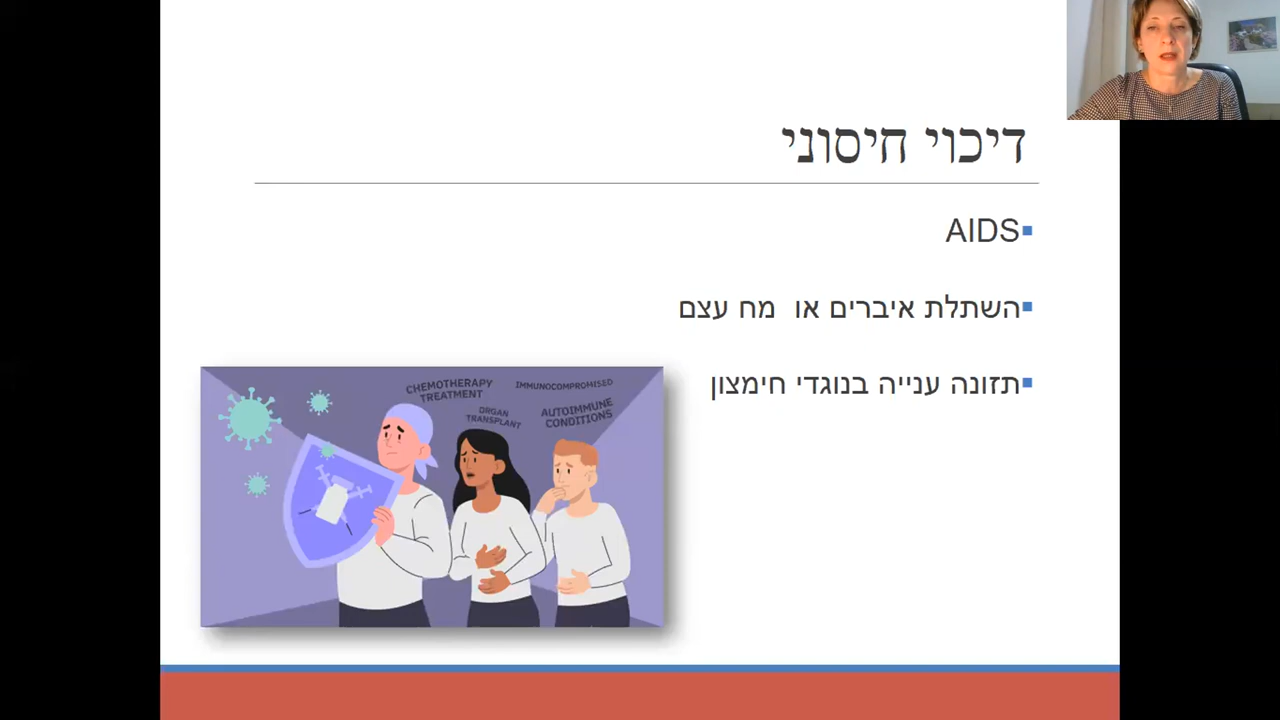 דיכוי חיסוני
AIDS
השתלת איברים או מח עצם
תזונה ענייה בנוגדי חימצון
CHEMOTHERAPY
TREATMENT
IMMUNOCOMPROMISED
ORGAN
TRANSPLANT
AUTOIMMUNE
CONDITIONS